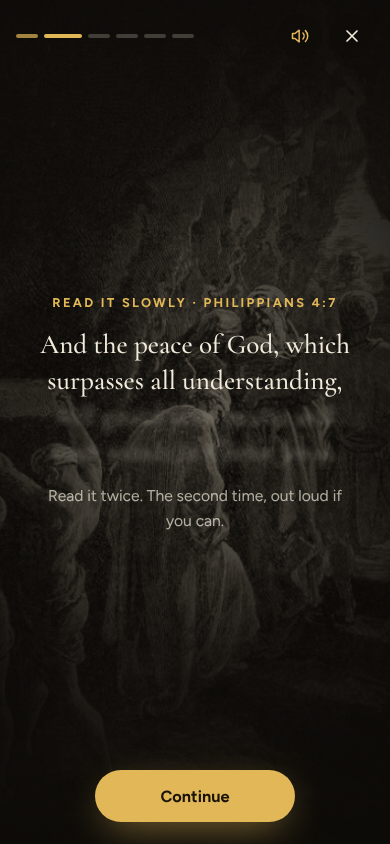 READ IT SLOWLY · PHILIPPIANS 4:7
And the peace of God, which
surpasses all understanding,
Read it twice. The second time, out loud if
you can.
Continue